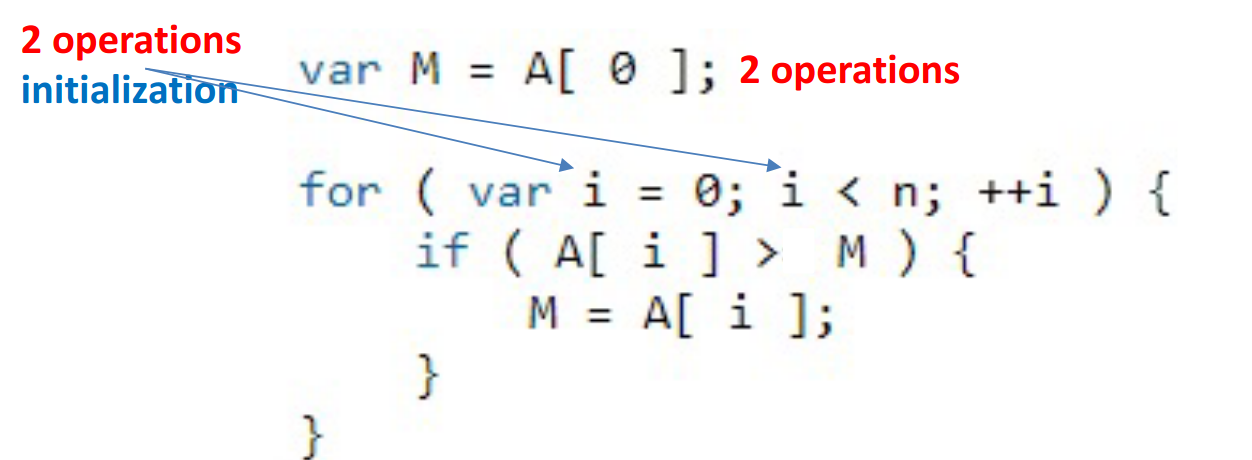 2 operations
initialization
var M = A[ 0 ]; 2 operations
for ( var i = 0; i < n; ++i ) {
if ( A[ i ] > M ) {
M = A[ i ];
}
}